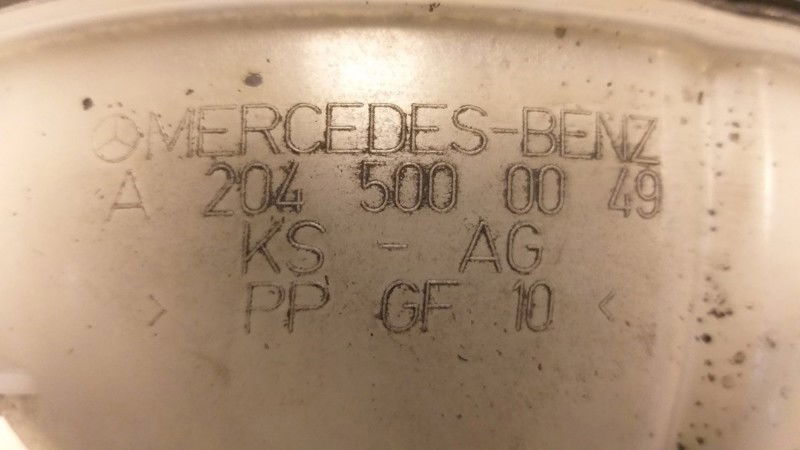 MERCEDES-BENZ
A 204 500 00 49
KS - AG
> PP GF 10 <